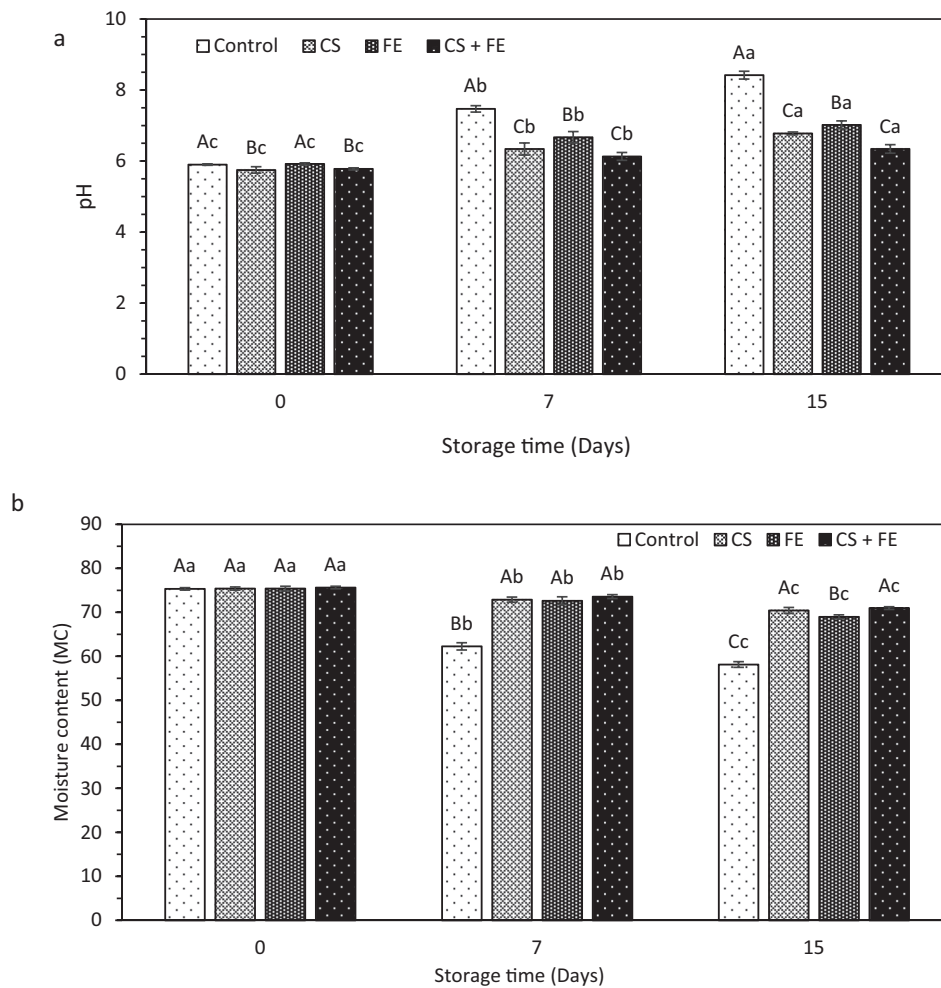 a
10
8
6
4
2
0
pH
Control CS FE CS + FE
Ac Bc Ac Bc
Ab Cb Bb Cb
Aa Ca Ba Ca
0 7 15
Storage time (Days)
b
90
80
70
60
50
40
30
20
10
0
Moisture content (MC)
Control CS FE CS + FE
Aa Aa Aa Aa
Bb Ab Ab Ab
Cc Ac Bc Ac
0 7 15
Storage time (Days)